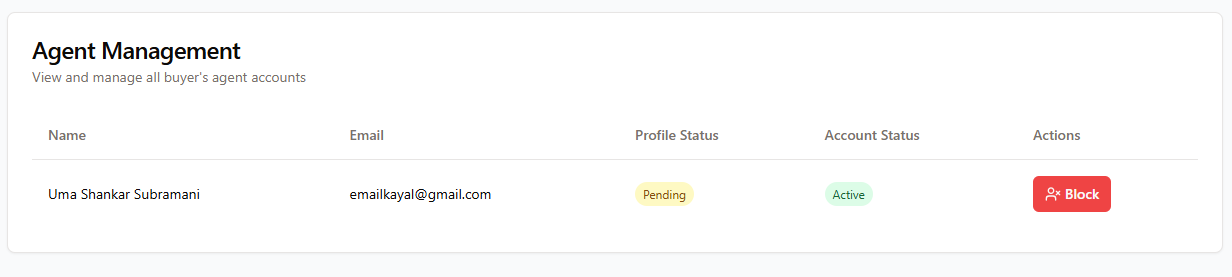 Agent Management
View and manage all buyer's agent accounts
Name Email Profile Status Account Status Actions
Uma Shankar Subramani emailkayal@gmail.com Pending Active Block